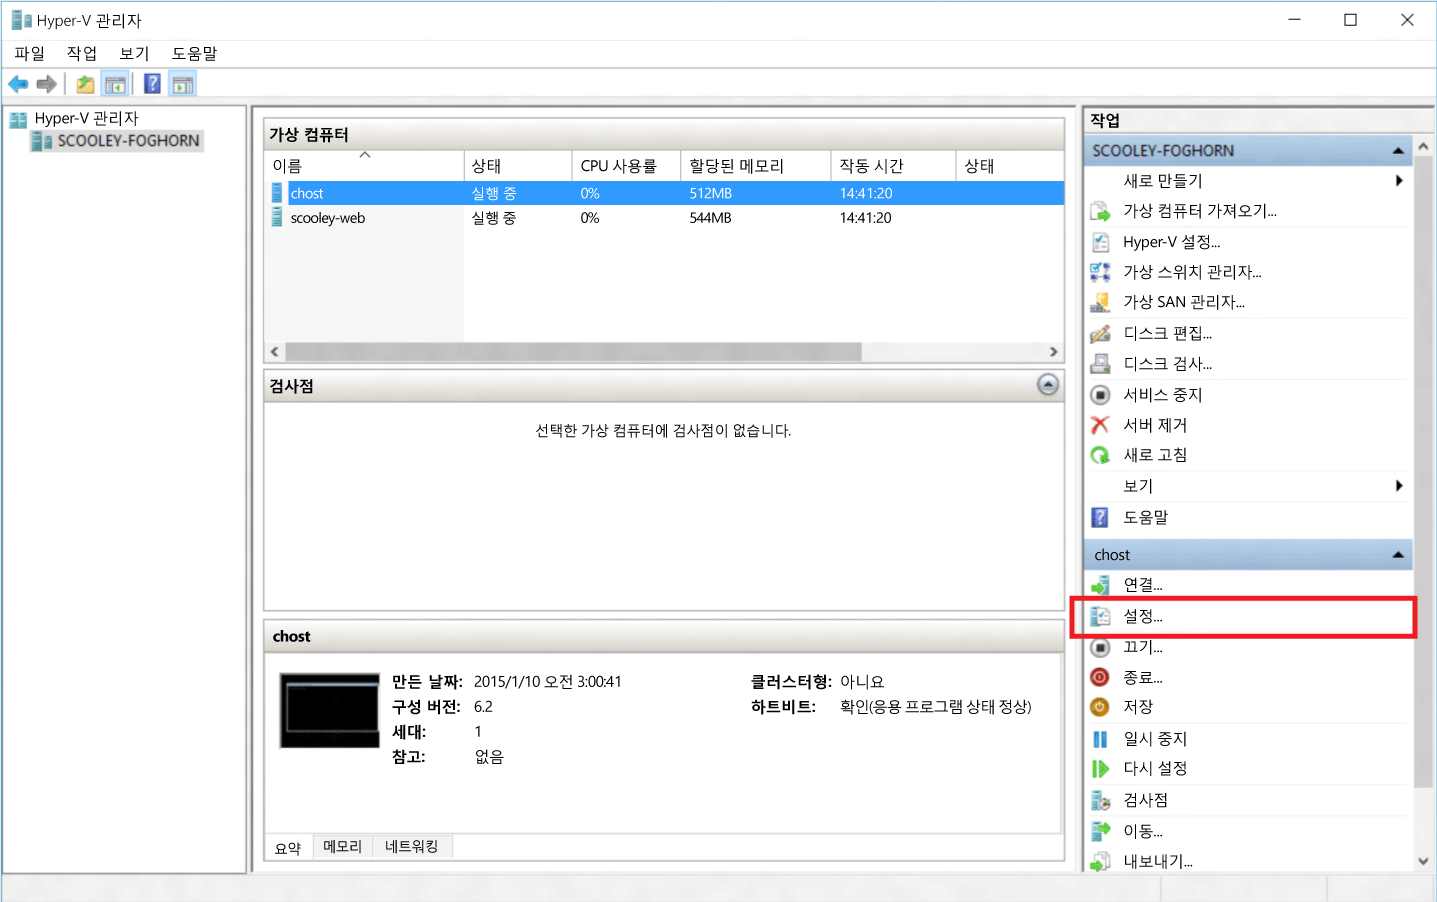 Hyper-V 관리자
파일 작업 보기 도움말
Hyper-V 관리자
SCOOLEY-FOGHORN
가상 컴퓨터
이름 상태 CPU 사용률 할당된 메모리 작동 시간 상태
chost 실행 중 0% 512MB 14:41:20
scooley-web 실행 중 0% 544MB 14:41:20
검사점
선택한 가상 컴퓨터에 검사점이 없습니다.
chost
만든 날짜: 2015/1/10 오전 3:00:41 클러스터형: 아니요
구성 버전: 6.2 하트비트: 확인(응용 프로그램 상태 정상)
세대: 1
참고: 없음
요약 메모리 네트워킹
작업
SCOOLEY-FOGHORN
새로 만들기
가상 컴퓨터 가져오기...
Hyper-V 설정...
가상 스위치 관리자...
가상 SAN 관리자...
디스크 편집...
디스크 검사...
서비스 중지
서버 제거
새로 고침
보기
도움말
chost
연결...
설정...
끄기...
종료...
저장
일시 중지
다시 설정
검사점
이동...
내보내기...